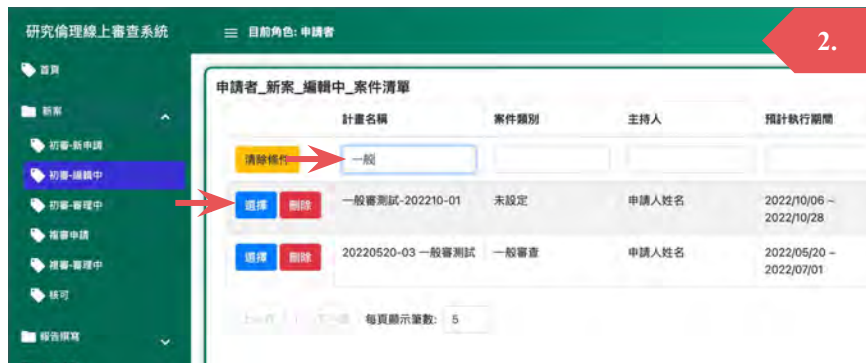 研究倫理線上審查系統
目前角色: 申請者
2.
首頁
新案
初審-新申請
初審-編輯中
初審-審理中
複審申請
複審-審理中
核可
報告撰寫
申請者_新案_編輯中_案件清單
計畫名稱 案件類別 主持人 預計執行期間
清除條件 一般
選擇 刪除 一般審測試-202210-01 未設定 申請人姓名 2022/10/06 ~
2022/10/28
選擇 刪除 20220520-03 一般審測試 一般審查 申請人姓名 2022/05/20 ~
2022/07/01
每頁顯示筆數: 5